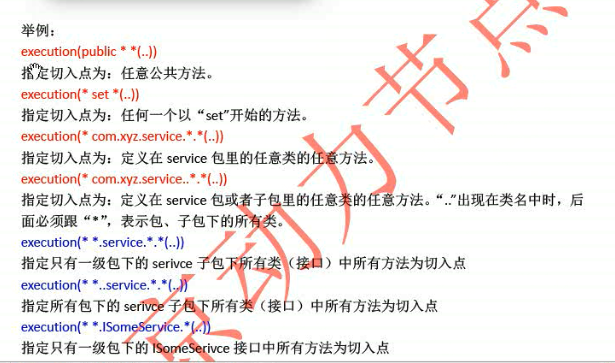 举例：
execution(public * *(..))
指定切入点为：任意公共方法。
execution(* set *(..))
指定切入点为：任何一个以“set”开始的方法。
execution(* com.xyz.service.*.*(..))
指定切入点为：定义在 service 包里的任意类的任意方法。
execution(* com.xyz.service..*.*(..))
指定切入点为：定义在 service 包或者子包里的任意类的任意方法。“..”出现在类名中时，后
面必须跟“*”，表示包、子包下的所有类。
execution(* *.service.*.*(..))
指定只有一级包下的 serivce 子包下所有类（接口）中所有方法为切入点
execution(* *..service.*.*(..))
指定所有包下的 serivce 子包下所有类（接口）中所有方法为切入点
execution(* *.ISomeService.*(..))
指定只有一级包下的 ISomeSerivce 接口中所有方法为切入点
京动力节点